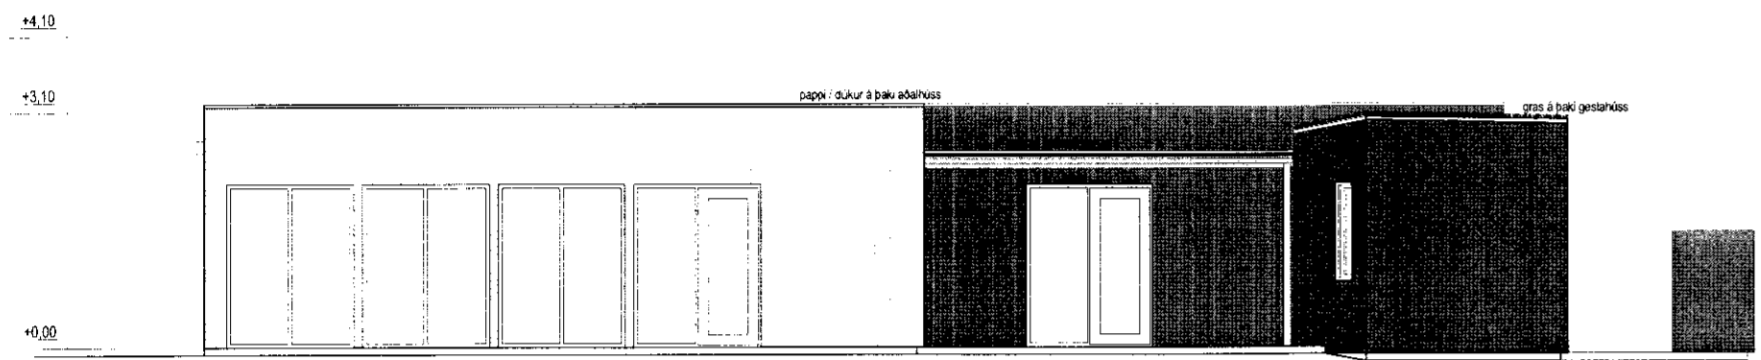 +4,10
+3,10
pappi / dúkur á þaki aðalhúss
gras á þaki gestahúss
+0,00